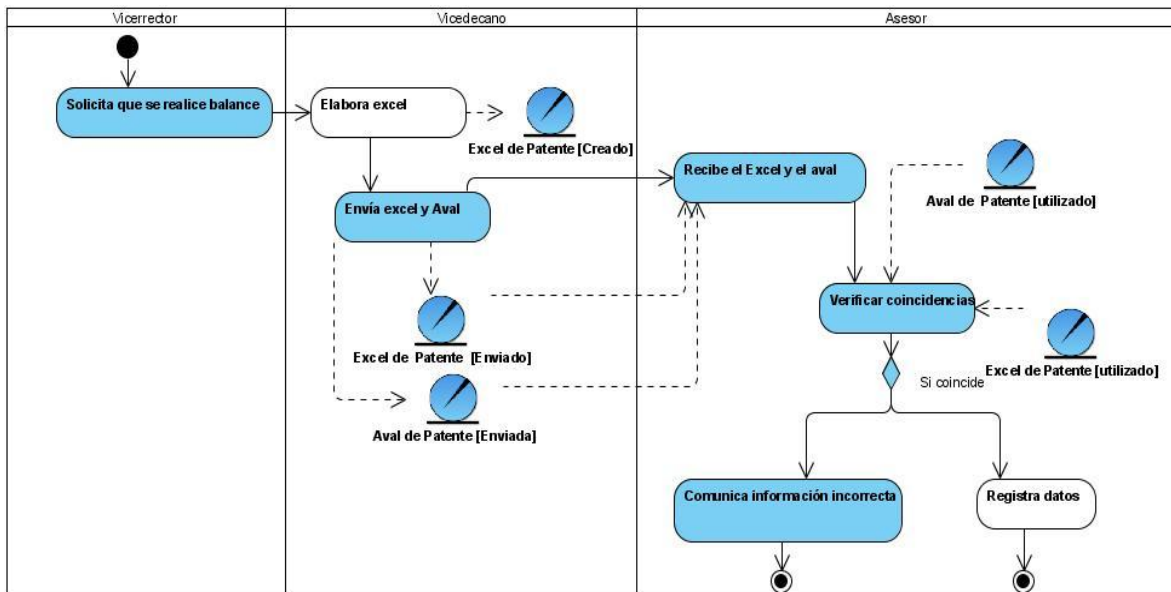 Vicerrector
Vicedecano
Asesor
Solicita que se realice balance
Elabora excel
Excel de Patente [Creado]
Recibe el Excel y el aval
Aval de Patente [utilizado]
Envía excel y Aval
Verificar coincidencias
Excel de Patente [Enviado]
Excel de Patente [utilizado]
Si coincide
Aval de Patente [Enviada]
Comunica información incorrecta
Registra datos